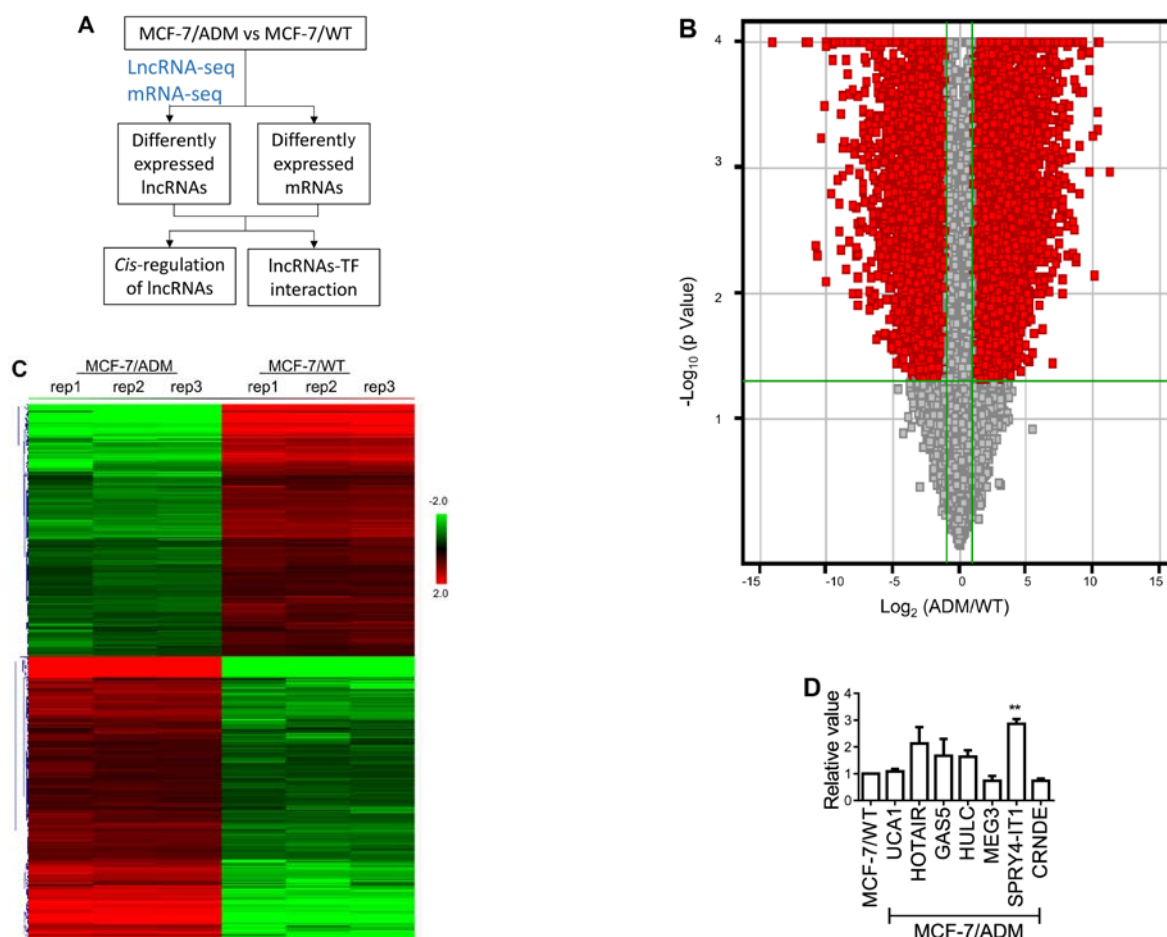 A
MCF-7/ADM vs MCF-7/WT
LncRNA-seq
mRNA-seq
Differently
expressed
lncRNAs
Differently
expressed
mRNAs
Cis-regulation
of lncRNAs
lncRNAs-TF
interaction
B
4
3
2
1
-Log10 (p Value)
-15
-10
-5
0
5
10
15
Log2 (ADM/WT)
C
MCF-7/ADM
MCF-7/WT
rep1
rep2
rep3
rep1
rep2
rep3
-2.0
2.0
D
Relative value
4
3
2
1
0
**
MCF-7/WT
UCA1
HOTAIR
GAS5
HULC
MEG3
SPRY4-IT1
CRNDE
MCF-7/ADM